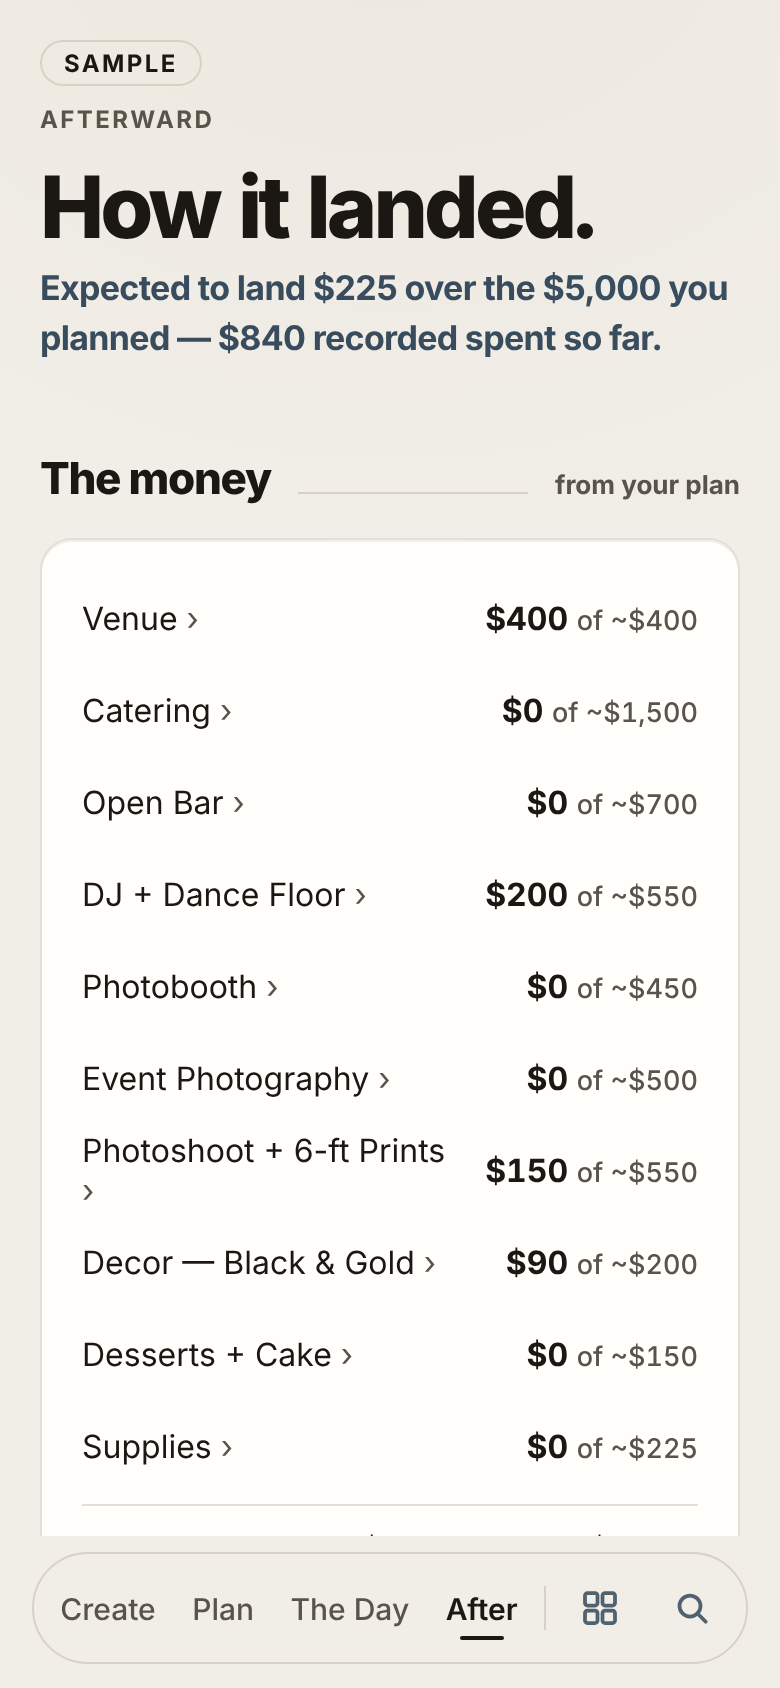 SAMPLE
AFTERWARD
How it landed.
Expected to land $225 over the $5,000 you
planned — $840 recorded spent so far.
The money from your plan
Venue › $400 of ~$400
Catering › $0 of ~$1,500
Open Bar › $0 of ~$700
DJ + Dance Floor › $200 of ~$550
Photobooth › $0 of ~$450
Event Photography › $0 of ~$500
Photoshoot + 6-ft Prints
› $150 of ~$550
Decor — Black & Gold › $90 of ~$200
Desserts + Cake › $0 of ~$150
Supplies › $0 of ~$225
Create Plan The Day After